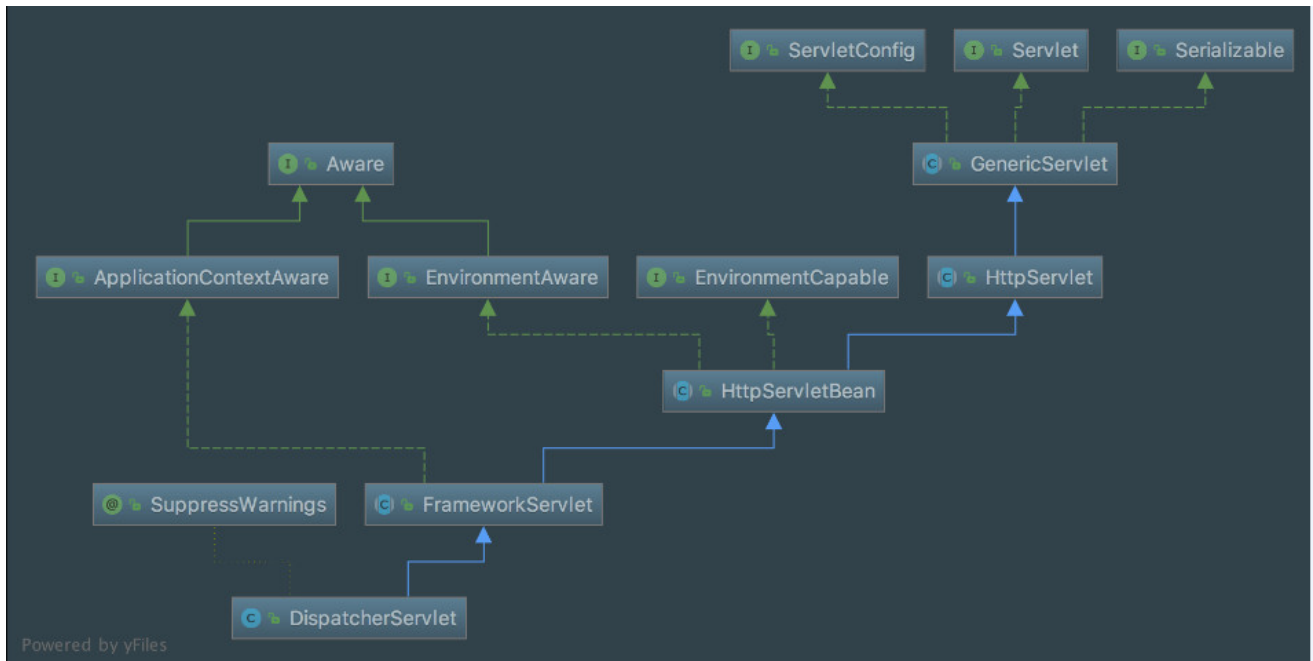 ServletConfig
Servlet
Serializable
Aware
GenericServlet
ApplicationContextAware
EnvironmentAware
EnvironmentCapable
HttpServlet
HttpServletBean
SuppressWarnings
FrameworkServlet
DispatcherServlet
Powered by yFiles